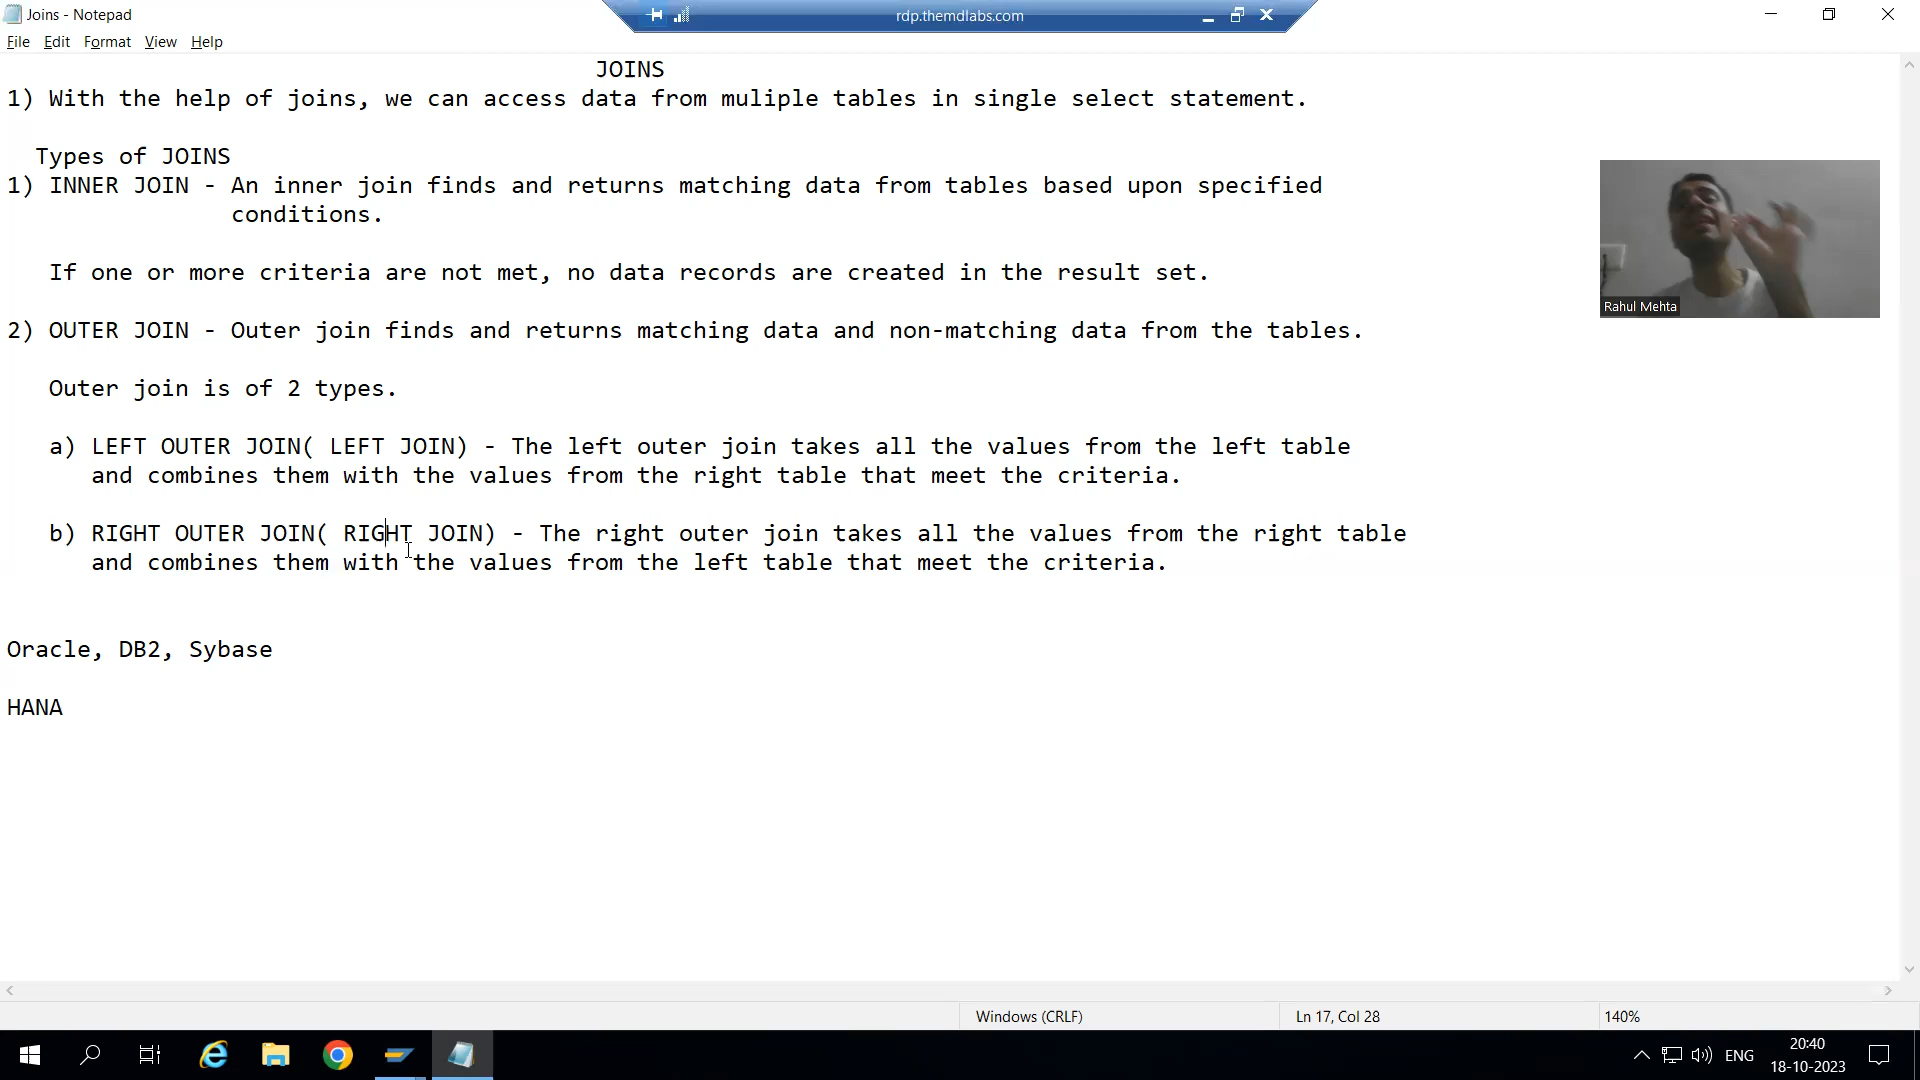 Joins - Notepad
rdp.themdlabs.com
File Edit Format View Help
JOINS
1) With the help of joins, we can access data from muliple tables in single select statement.
Types of JOINS
1) INNER JOIN - An inner join finds and returns matching data from tables based upon specified
conditions.
If one or more criteria are not met, no data records are created in the result set.
2) OUTER JOIN - Outer join finds and returns matching data and non-matching data from the tables.
Outer join is of 2 types.
a) LEFT OUTER JOIN( LEFT JOIN) - The left outer join takes all the values from the left table
and combines them with the values from the right table that meet the criteria.
b) RIGHT OUTER JOIN( RIGHT JOIN) - The right outer join takes all the values from the right table
and combines them with the values from the left table that meet the criteria.
Oracle, DB2, Sybase
HANA
Rahul Mehta
Windows (CRLF) Ln 17, Col 28 140%
ENG
20:40
18-10-2023